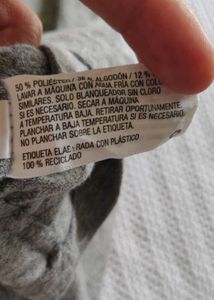 50 % POLIÉSTER / 38 % ALGODÓN / 12 %
LAVAR A MÁQUINA CON AGUA FRÍA CON COL
SIMILARES. SOLO BLANQUEADOR SIN CLORO
SI ES NECESARIO. SECAR A MÁQUINA
A TEMPERATURA BAJA. RETIRAR OPORTUNAMENTE.
PLANCHAR A BAJA TEMPERATURA SI ES NECESARIO.
NO PLANCHAR SOBRE LA ETIQUETA.
ETIQUETA ELABORADA CON PLÁSTICO
100 % RECICLADO